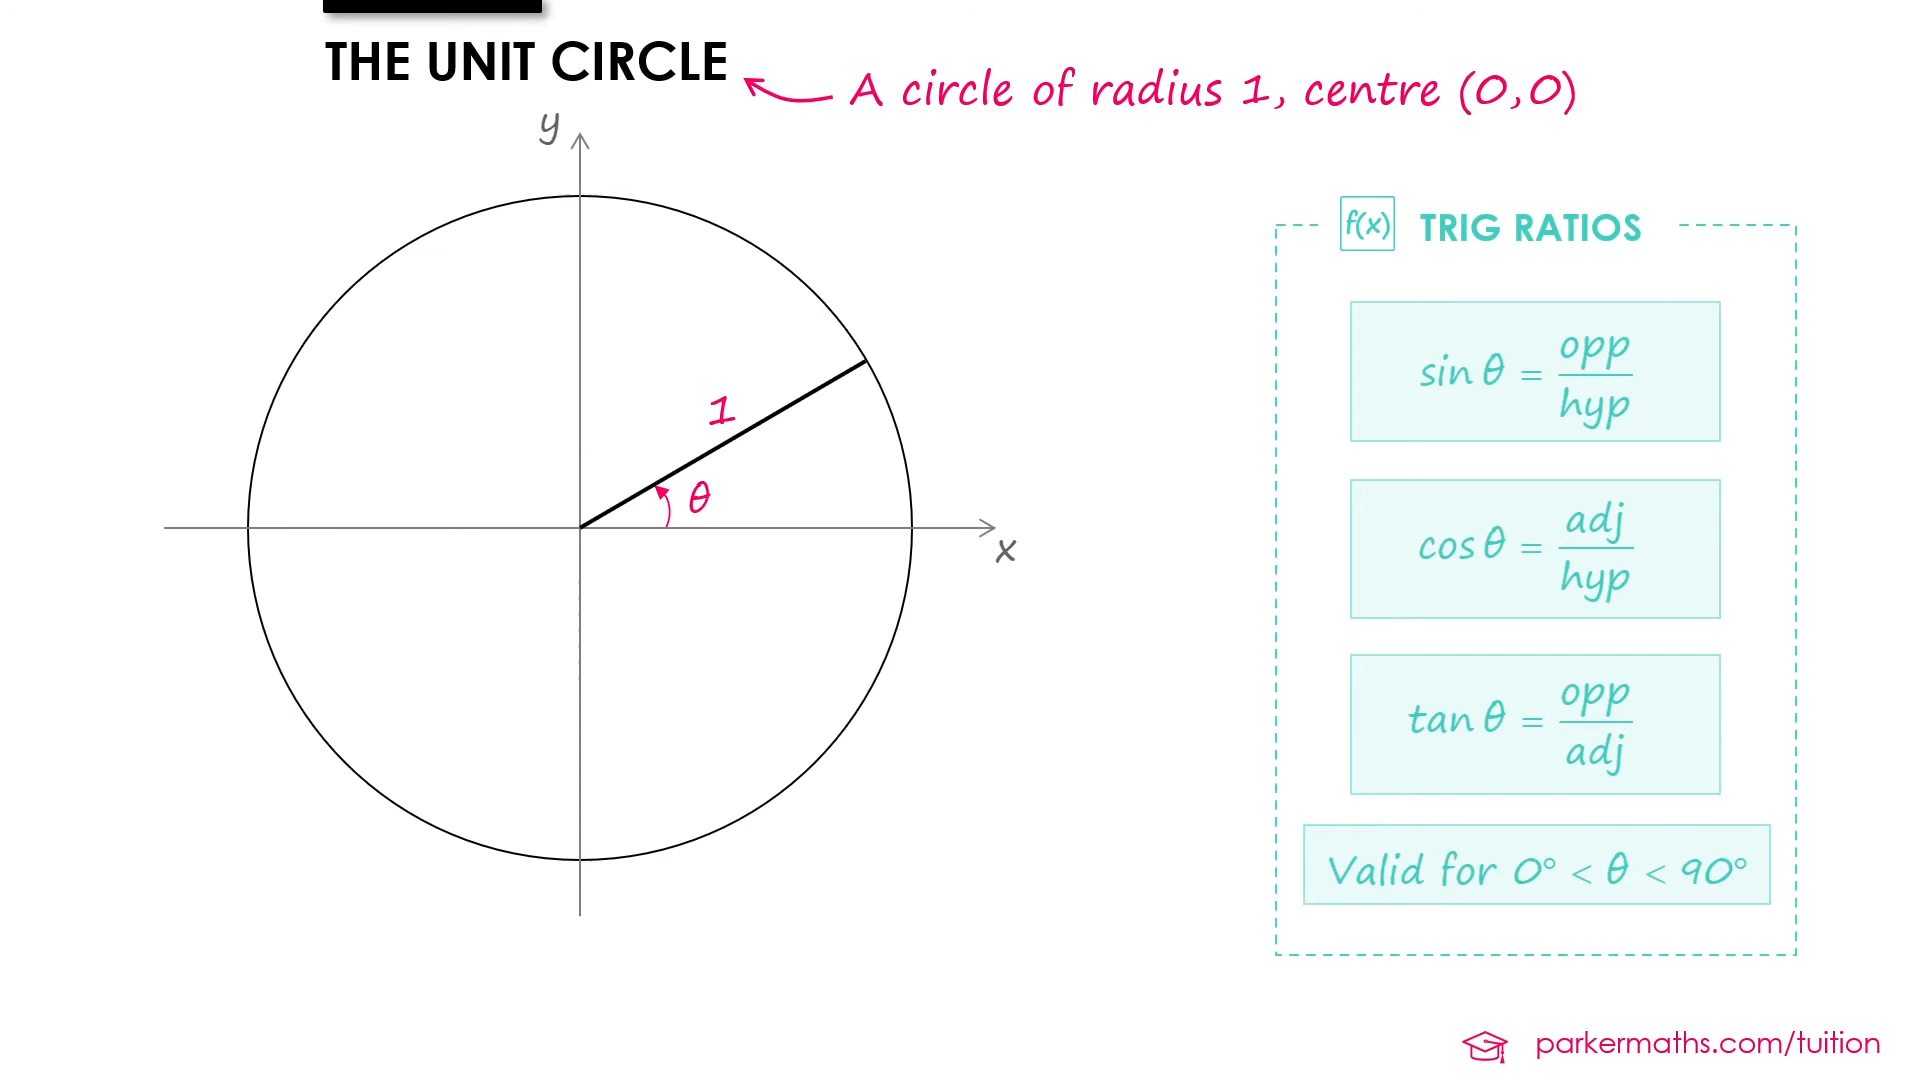 THE UNIT CIRCLE
A circle of radius 1, centre (0,0)
y
1
θ
x
f(x) TRIG RATIOS
sin θ = opp/hyp
cos θ = adj/hyp
tan θ = opp/adj
Valid for 0° < θ < 90°
parkermaths.com/tuition